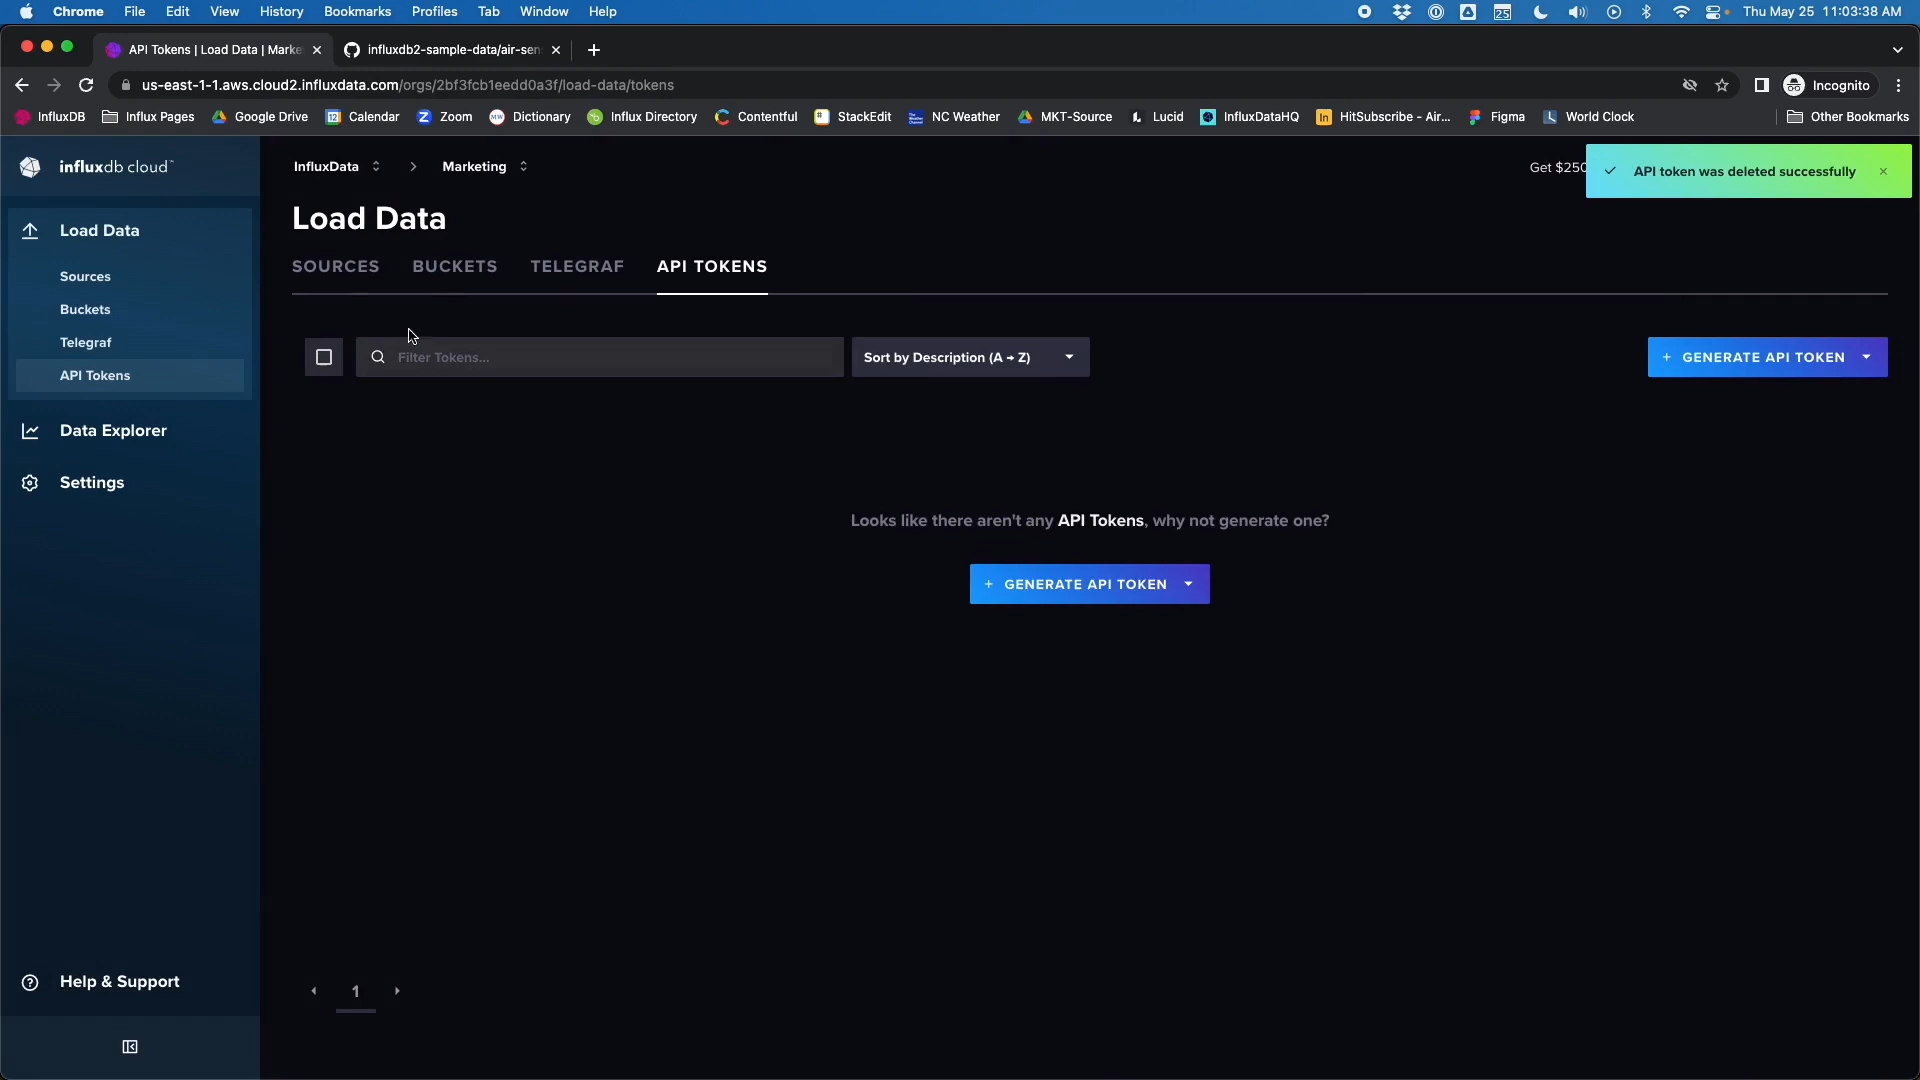 Chrome File Edit View History Bookmarks Profiles Tab Window Help
25 Thu May 25 11:03:38 AM
API Tokens | Load Data | Marke
influxdb2-sample-data/air-sen
us-east-1-1.aws.cloud2.influxdata.com/orgs/2bf3fcb1eedd0a3f/load-data/tokens
Incognito
InfluxDB Influx Pages Google Drive Calendar Zoom Dictionary Influx Directory Contentful StackEdit NC Weather MKT-Source Lucid InfluxDataHQ HitSubscribe - Air... Figma World Clock Other Bookmarks
influxdb cloud™
InfluxData > Marketing
Get $250
API token was deleted successfully
Load Data
SOURCES BUCKETS TELEGRAF API TOKENS
Load Data
Sources
Buckets
Telegraf
API Tokens
Data Explorer
Settings
Filter Tokens...
Sort by Description (A → Z)
+ GENERATE API TOKEN
Looks like there aren't any API Tokens, why not generate one?
+ GENERATE API TOKEN
1
Help & Support